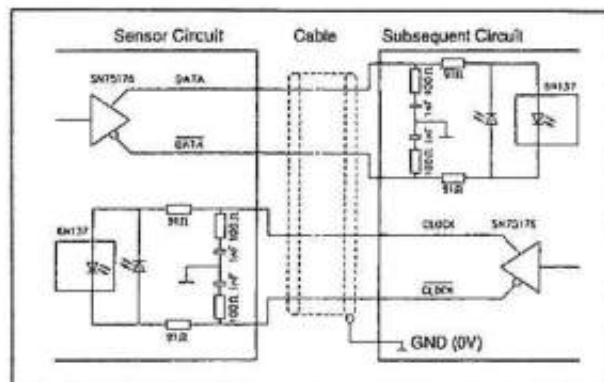 Sensor Circuit
Cable
Subsequent Circuit
SN75176
DATA
DATA
91Ω
100Ω
1nF
1nF
100Ω
91Ω
6N137
6N137
91Ω
100Ω
1nF
1nF
100Ω
91Ω
CLOCK
CLOCK
SN75176
GND (0V)